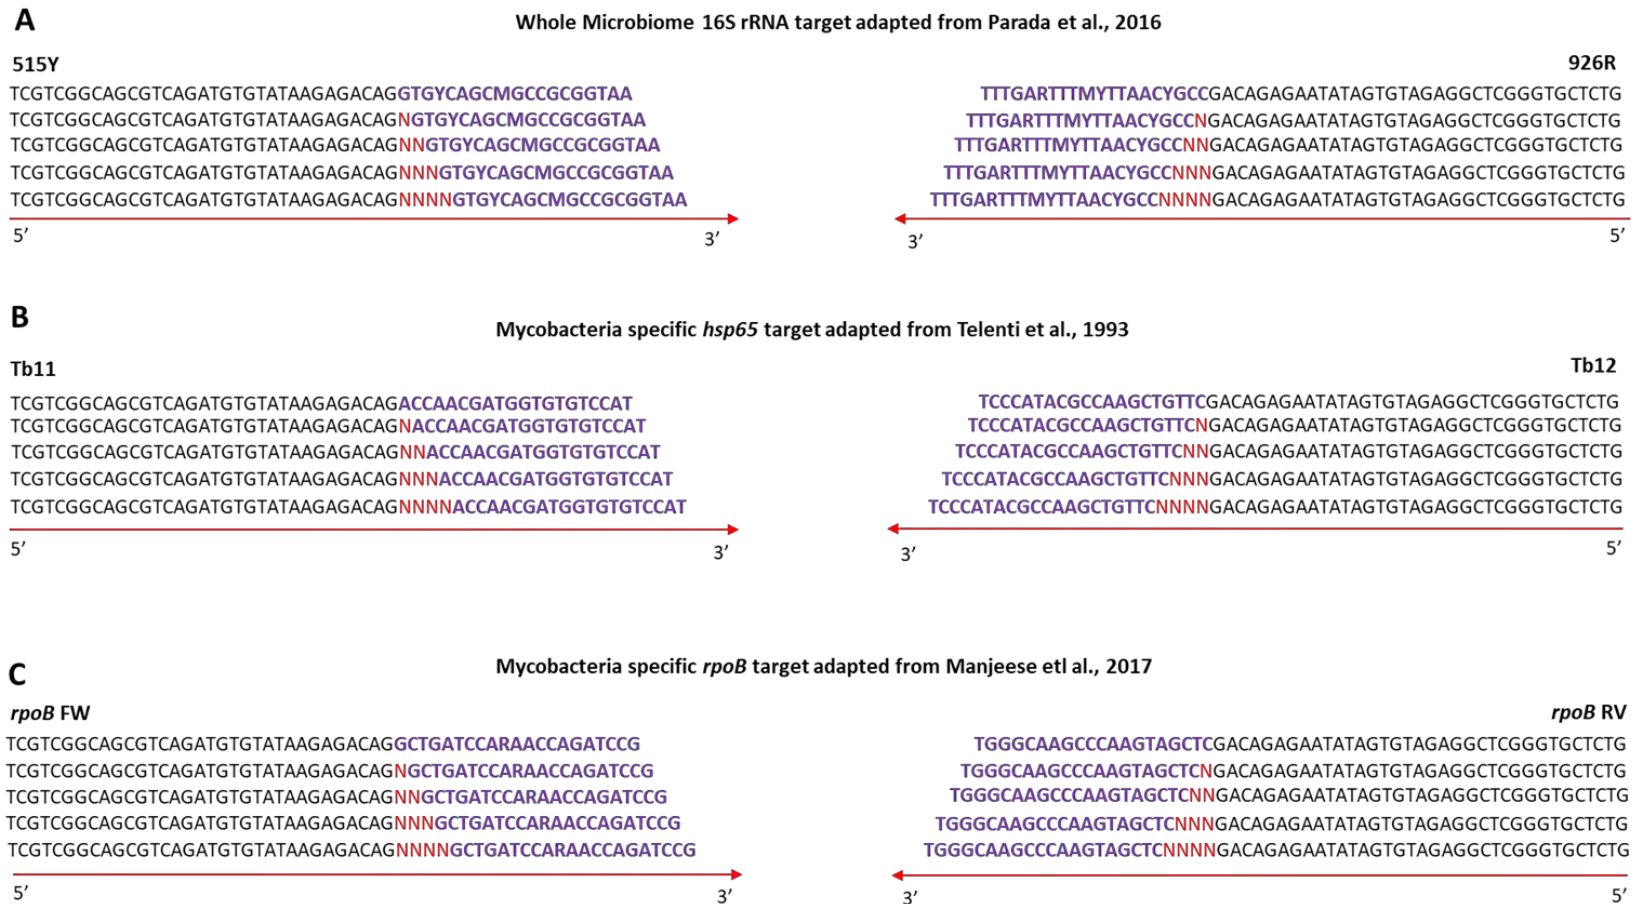 A
Whole Microbiome 16S rRNA target adapted from Parada et al., 2016
515Y
926R
TCGTCGGCAGCGTCAGATGTGTATAAGAGACAGGTGYCAGCMGCCGCGGTAA
TTTGARTTTMYTTAACYGCCGACAGAGAATATAGTGTAGAGGCTCGGGTGCTCTG
TCGTCGGCAGCGTCAGATGTGTATAAGAGACAGNGTGYCAGCMGCCGCGGTAA
TTTGARTTTMYTTAACYGCCNGACAGAGAATATAGTGTAGAGGCTCGGGTGCTCTG
TCGTCGGCAGCGTCAGATGTGTATAAGAGACAGNNGTGYCAGCMGCCGCGGTAA
TTTGARTTTMYTTAACYGCCNNGACAGAGAATATAGTGTAGAGGCTCGGGTGCTCTG
TCGTCGGCAGCGTCAGATGTGTATAAGAGACAGNNNGTGYCAGCMGCCGCGGTAA
TTTGARTTTMYTTAACYGCCNNNGACAGAGAATATAGTGTAGAGGCTCGGGTGCTCTG
TCGTCGGCAGCGTCAGATGTGTATAAGAGACAGNNNNGTGYCAGCMGCCGCGGTAA
TTTGARTTTMYTTAACYGCCNNNNGACAGAGAATATAGTGTAGAGGCTCGGGTGCTCTG
5’
3’
3’
5’
B
Mycobacteria specific hsp65 target adapted from Telenti et al., 1993
Tb11
Tb12
TCGTCGGCAGCGTCAGATGTGTATAAGAGACAGACCAACGATGGTGTGTCCAT
TCCCATACGCCAAGCTGTTCGACAGAGAATATAGTGTAGAGGCTCGGGTGCTCTG
TCGTCGGCAGCGTCAGATGTGTATAAGAGACAGNACCAACGATGGTGTGTCCAT
TCCCATACGCCAAGCTGTTCNGACAGAGAATATAGTGTAGAGGCTCGGGTGCTCTG
TCGTCGGCAGCGTCAGATGTGTATAAGAGACAGNNACCAACGATGGTGTGTCCAT
TCCCATACGCCAAGCTGTTCNNGACAGAGAATATAGTGTAGAGGCTCGGGTGCTCTG
TCGTCGGCAGCGTCAGATGTGTATAAGAGACAGNNNACCAACGATGGTGTGTCCAT
TCCCATACGCCAAGCTGTTCNNNGACAGAGAATATAGTGTAGAGGCTCGGGTGCTCTG
TCGTCGGCAGCGTCAGATGTGTATAAGAGACAGNNNNACCAACGATGGTGTGTCCAT
TCCCATACGCCAAGCTGTTCNNNNGACAGAGAATATAGTGTAGAGGCTCGGGTGCTCTG
5’
3’
3’
5’
C
Mycobacteria specific rpoB target adapted from Manjeese etl al., 2017
rpoB FW
rpoB RV
TCGTCGGCAGCGTCAGATGTGTATAAGAGACAGGCTGATCCARAACCAGATCCG
TGGGCAAGCCCAAGTAGCTCGACAGAGAATATAGTGTAGAGGCTCGGGTGCTCTG
TCGTCGGCAGCGTCAGATGTGTATAAGAGACAGNGCTGATCCARAACCAGATCCG
TGGGCAAGCCCAAGTAGCTCNGACAGAGAATATAGTGTAGAGGCTCGGGTGCTCTG
TCGTCGGCAGCGTCAGATGTGTATAAGAGACAGNNGCTGATCCARAACCAGATCCG
TGGGCAAGCCCAAGTAGCTCNNGACAGAGAATATAGTGTAGAGGCTCGGGTGCTCTG
TCGTCGGCAGCGTCAGATGTGTATAAGAGACAGNNNGCTGATCCARAACCAGATCCG
TGGGCAAGCCCAAGTAGCTCNNNGACAGAGAATATAGTGTAGAGGCTCGGGTGCTCTG
TCGTCGGCAGCGTCAGATGTGTATAAGAGACAGNNNNGCTGATCCARAACCAGATCCG
TGGGCAAGCCCAAGTAGCTCNNNNGACAGAGAATATAGTGTAGAGGCTCGGGTGCTCTG
5’
3’
3’
5’